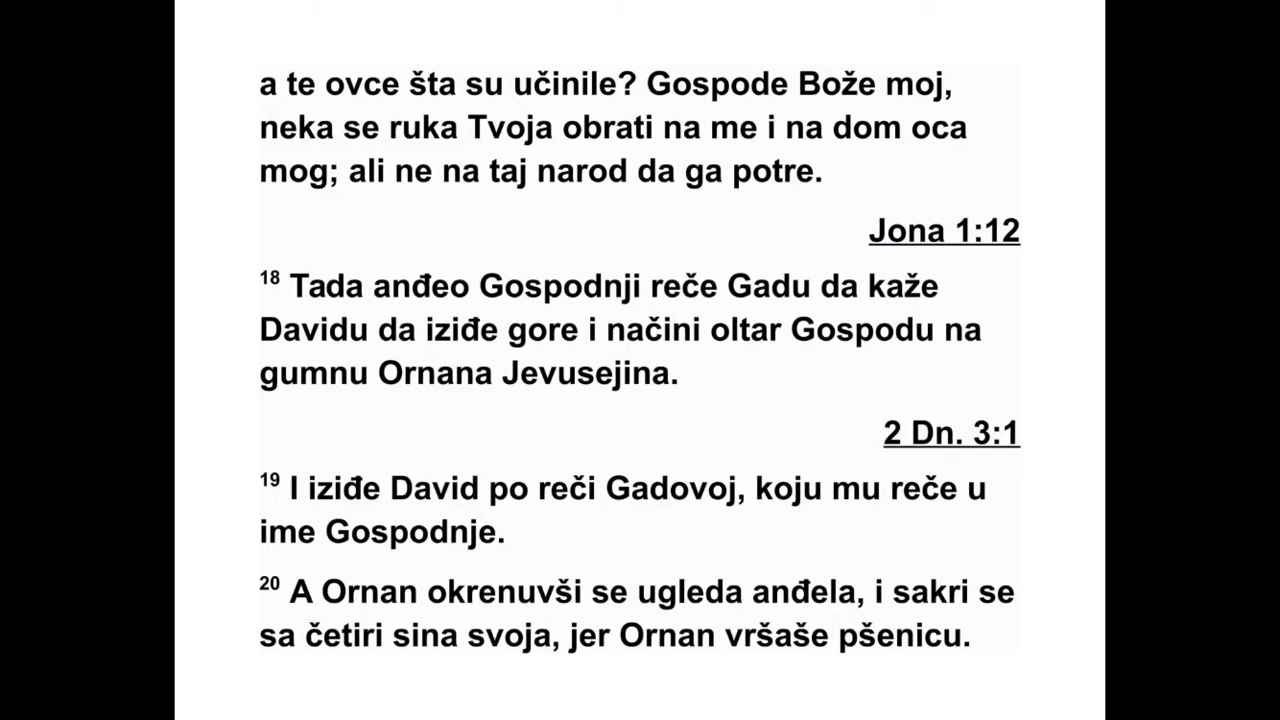 a te ovce šta su učinile? Gospode Bože moj,
neka se ruka Tvoja obrati na me i na dom oca
mog; ali ne na taj narod da ga potre.
Jona 1:12
18 Tada anđeo Gospodnji reče Gadu da kaže
Davidu da iziđe gore i načini oltar Gospodu na
gumnu Ornana Jevusejina.
2 Dn. 3:1
19 I iziđe David po reči Gadovoj, koju mu reče u
ime Gospodnje.
20 A Ornan okrenuvši se ugleda anđela, i sakri se
sa četiri sina svoja, jer Ornan vršaše pšenicu.